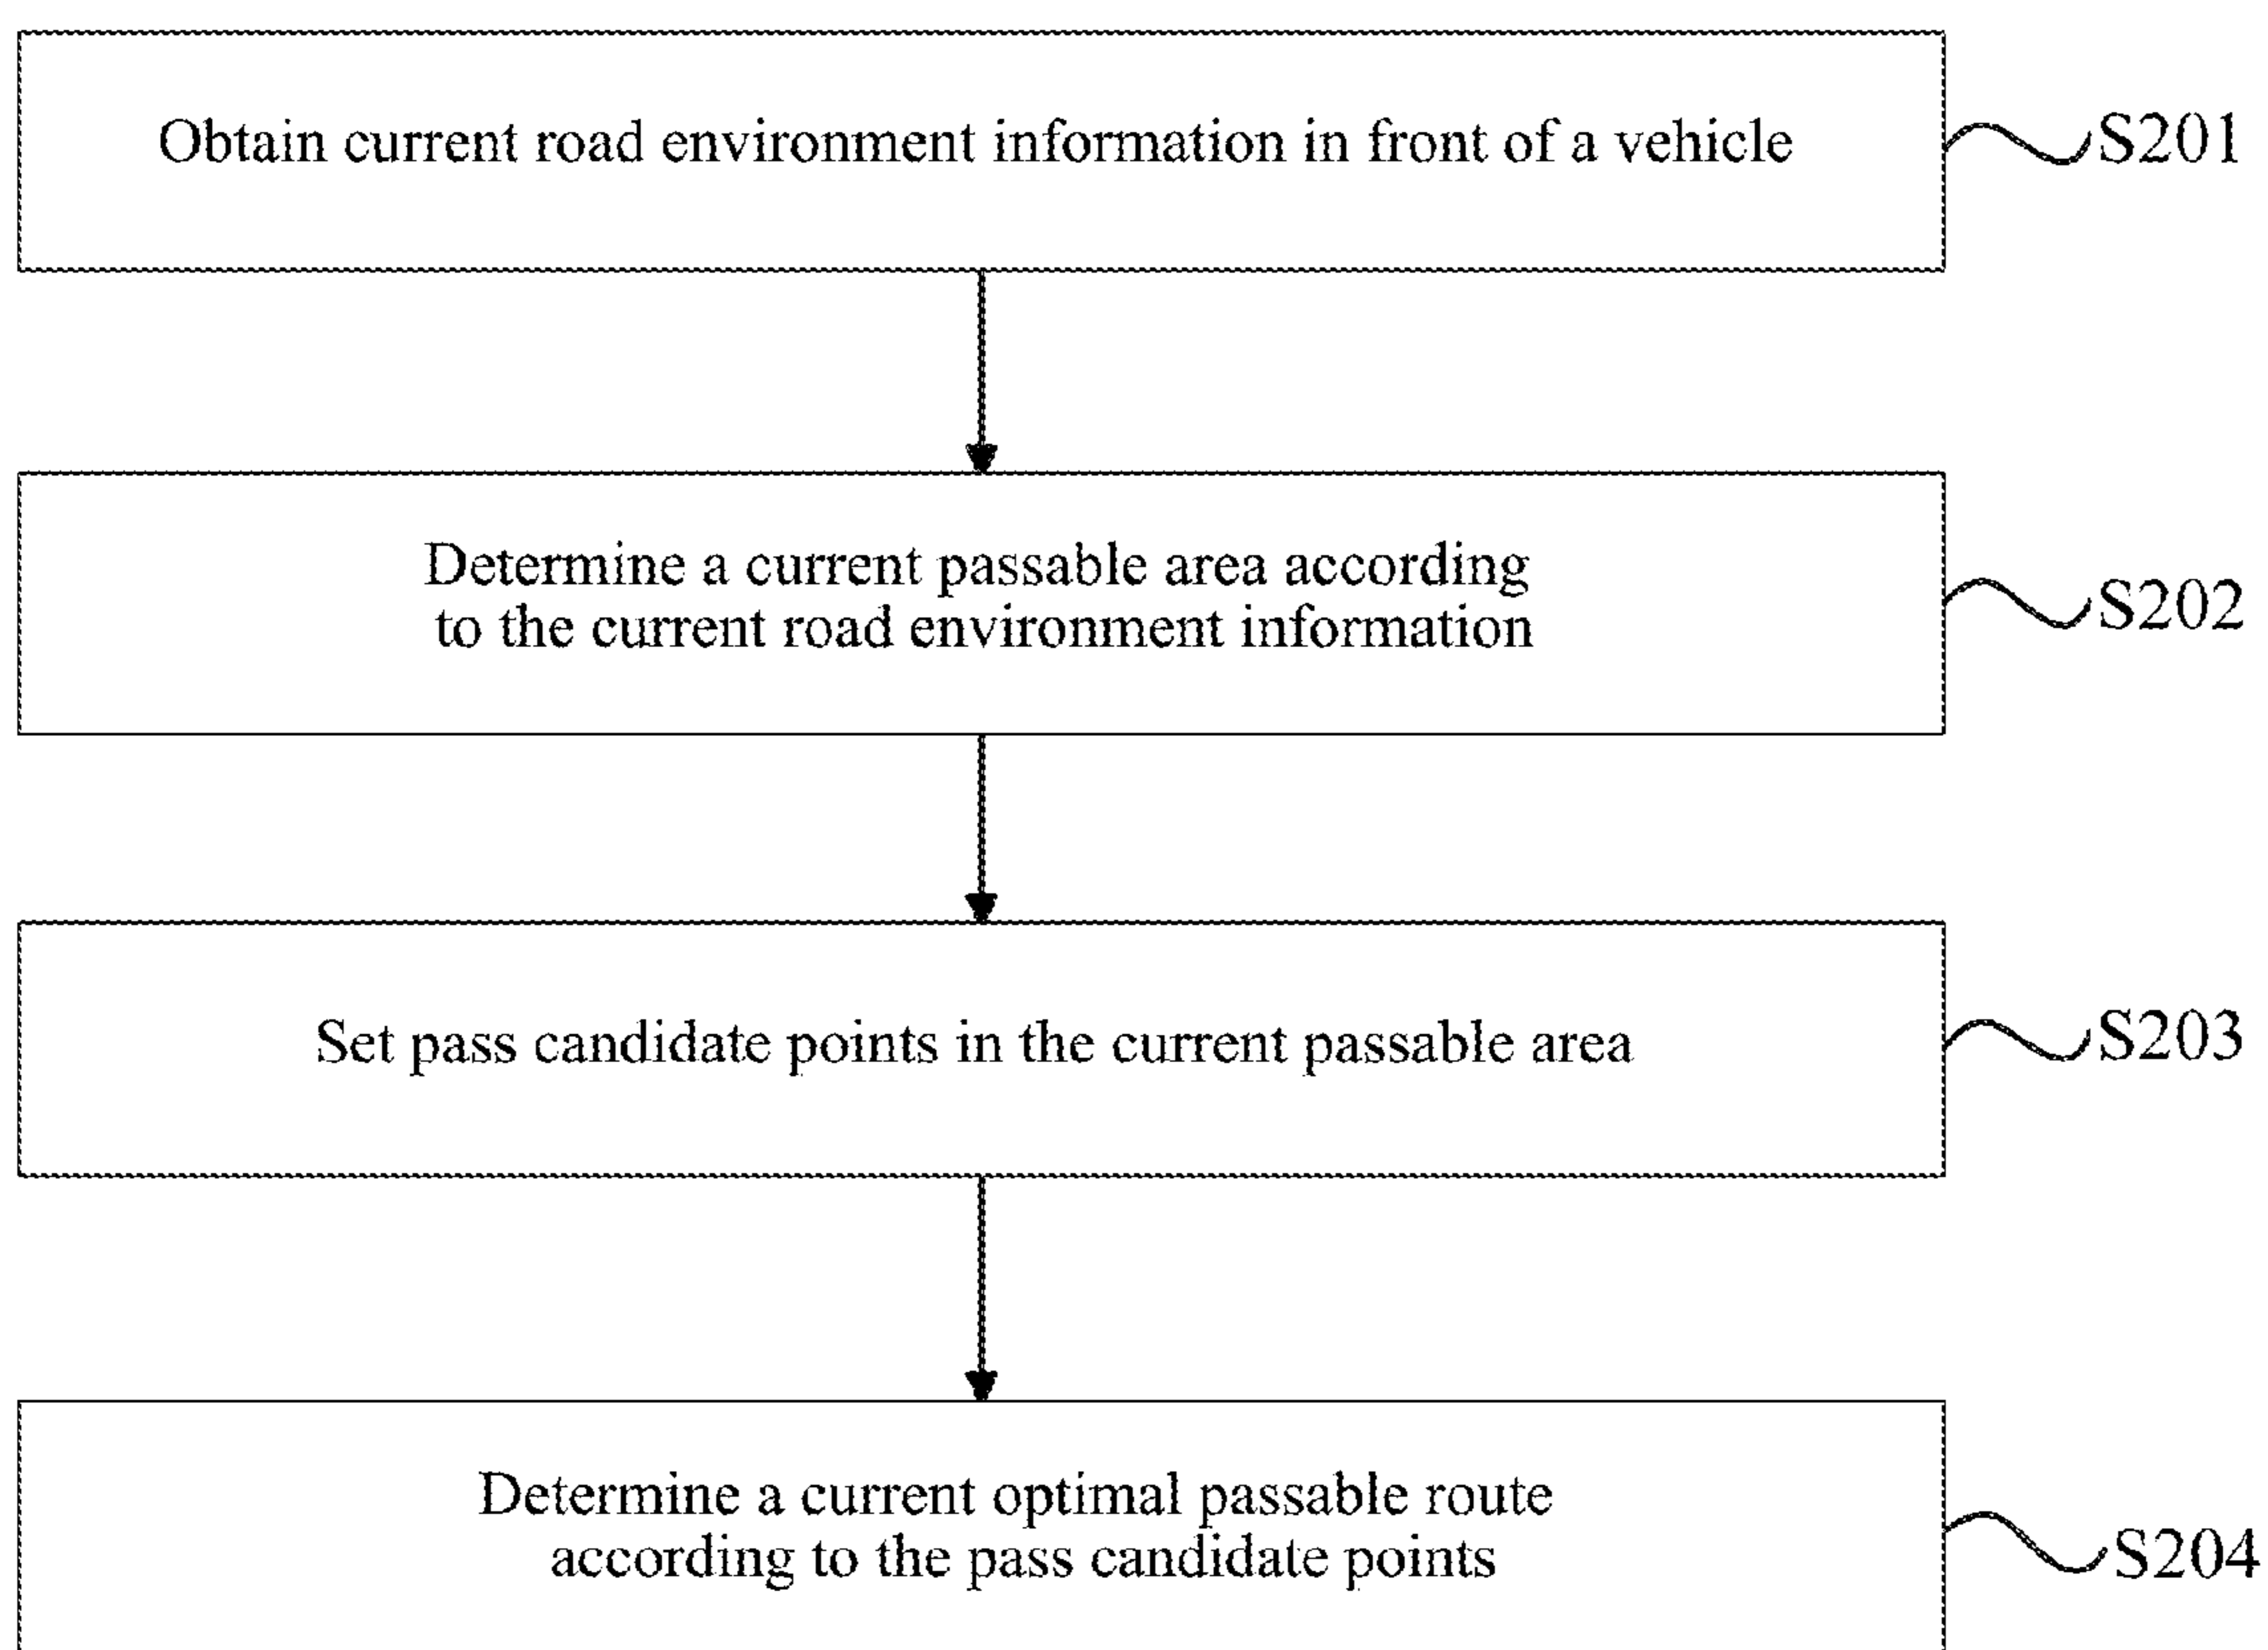 Obtain current road environment information in front of a vehicle
S201
Determine a current passable area according
to the current road environment information
S202
Set pass candidate points in the current passable area
S203
Determine a current optimal passable route
according to the pass candidate points
S204